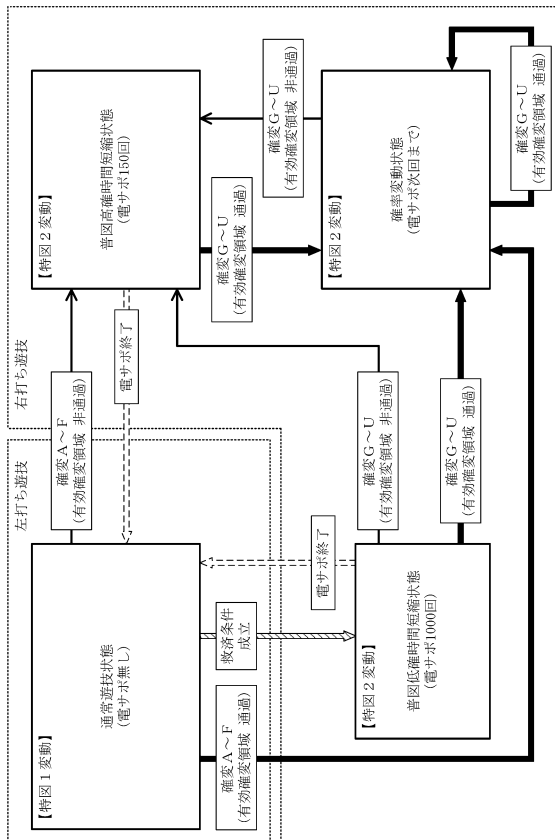 左打ち遊技
右打ち遊技
【特図１変動】
通常遊技状態
(電サポ無し)
確変Ａ～Ｆ
(有効確変領域 非通過)
【特図２変動】
普図高確時間短縮状態
(電サポ150回)
電サポ終了
救済条件
成立
電サポ終了
確変Ｇ～Ｕ
(有効確変領域 通過)
確変Ｇ～Ｕ
(有効確変領域 非通過)
確変Ａ～Ｆ
(有効確変領域 通過)
【特図２変動】
普図低確時間短縮状態
(電サポ1000回)
確変Ｇ～Ｕ
(有効確変領域 非通過)
確変Ｇ～Ｕ
(有効確変領域 通過)
【特図２変動】
確率変動状態
(電サポ次回まで)
確変Ｇ～Ｕ
(有効確変領域 通過)